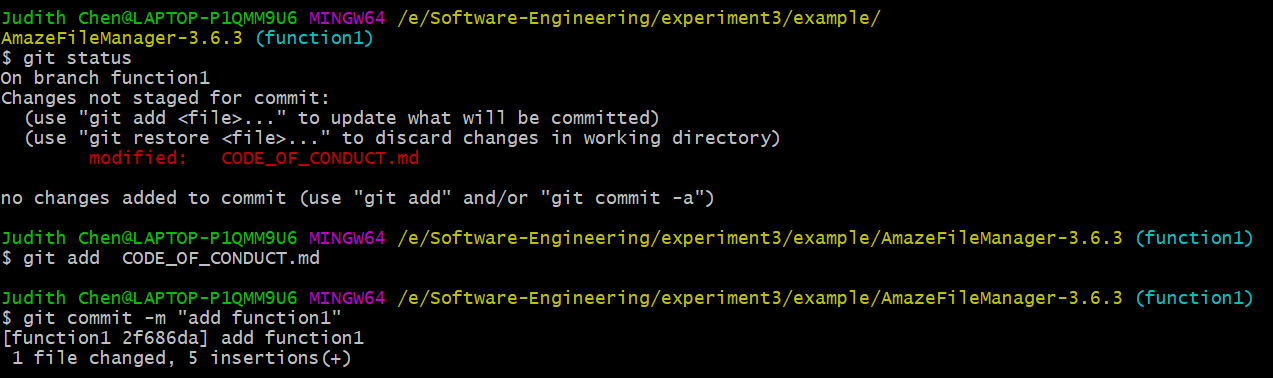 Judith Chen@LAPTOP-P1QMM9U6 MINGW64 /e/Software-Engineering/experiment3/example/
AmazeFileManager-3.6.3 (function1)
$ git status
On branch function1
Changes not staged for commit:
  (use "git add <file>..." to update what will be committed)
  (use "git restore <file>..." to discard changes in working directory)
        modified:   CODE_OF_CONDUCT.md

no changes added to commit (use "git add" and/or "git commit -a")

Judith Chen@LAPTOP-P1QMM9U6 MINGW64 /e/Software-Engineering/experiment3/example/AmazeFileManager-3.6.3 (function1)
$ git add  CODE_OF_CONDUCT.md

Judith Chen@LAPTOP-P1QMM9U6 MINGW64 /e/Software-Engineering/experiment3/example/AmazeFileManager-3.6.3 (function1)
$ git commit -m "add function1"
[function1 2f686da] add function1
 1 file changed, 5 insertions(+)